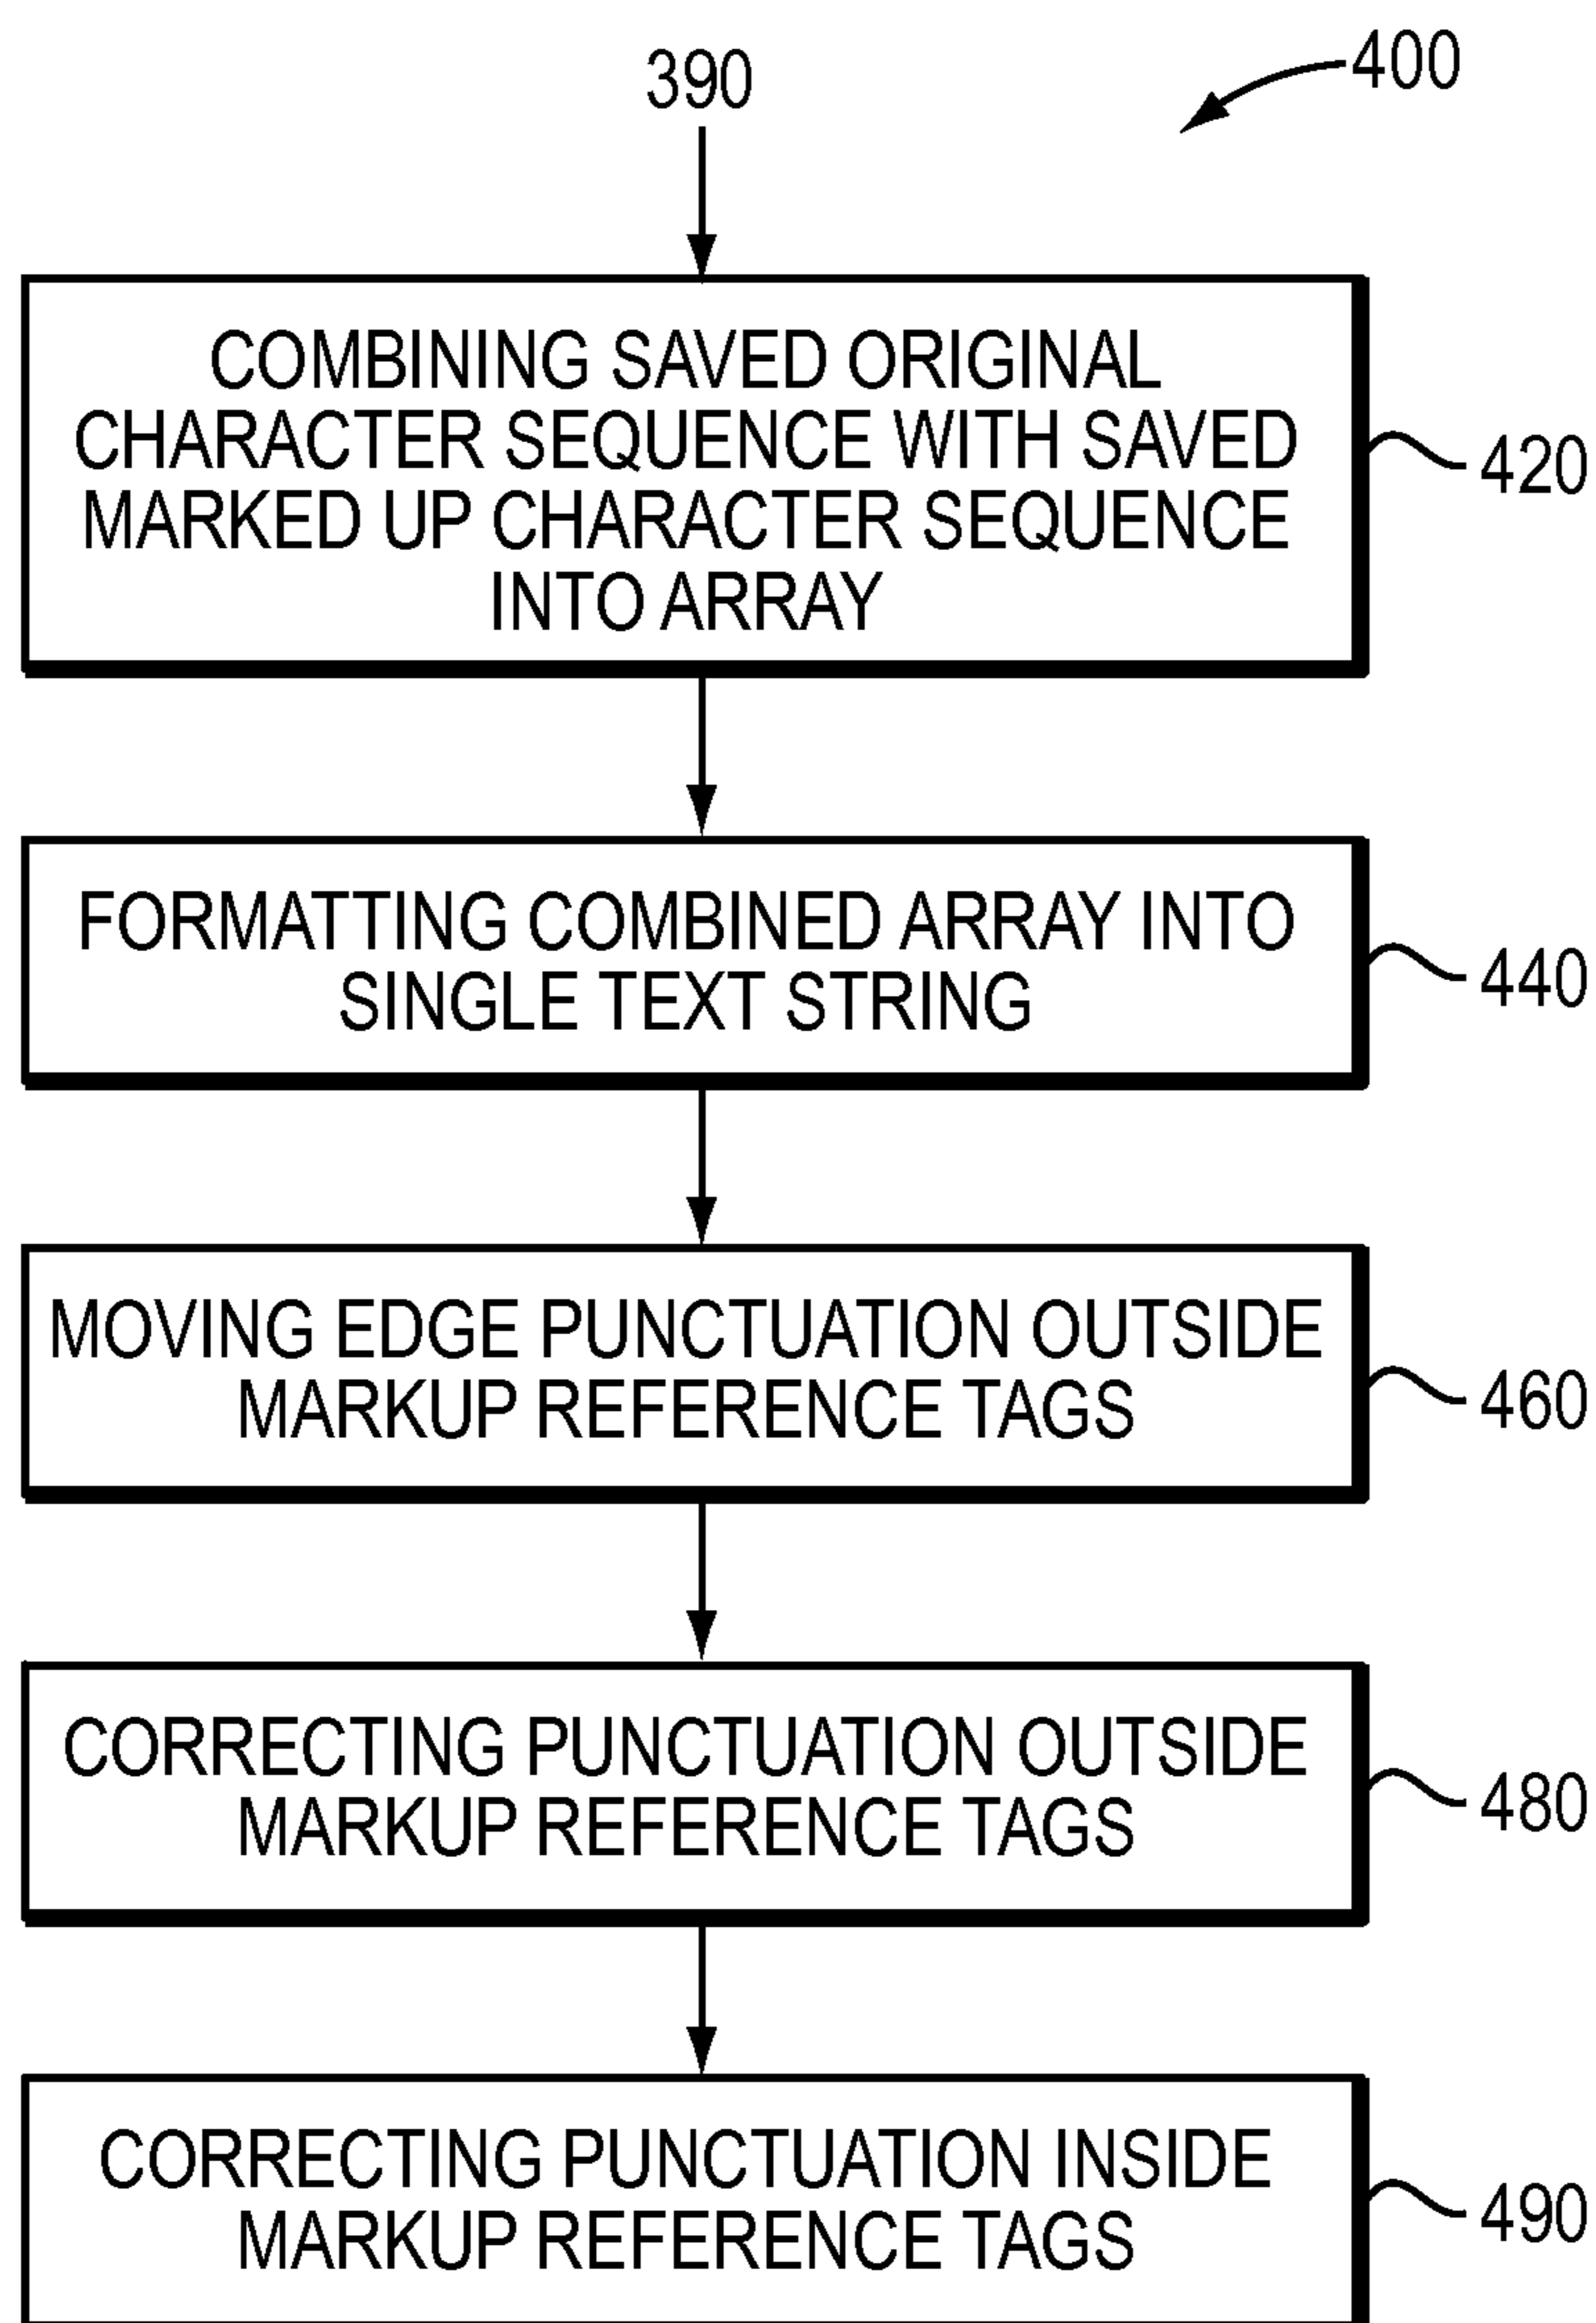 390
400
COMBINING SAVED ORIGINAL
CHARACTER SEQUENCE WITH SAVED
MARKED UP CHARACTER SEQUENCE
INTO ARRAY
420
FORMATTING COMBINED ARRAY INTO
SINGLE TEXT STRING
440
MOVING EDGE PUNCTUATION OUTSIDE
MARKUP REFERENCE TAGS
460
CORRECTING PUNCTUATION OUTSIDE
MARKUP REFERENCE TAGS
480
CORRECTING PUNCTUATION INSIDE
MARKUP REFERENCE TAGS
490